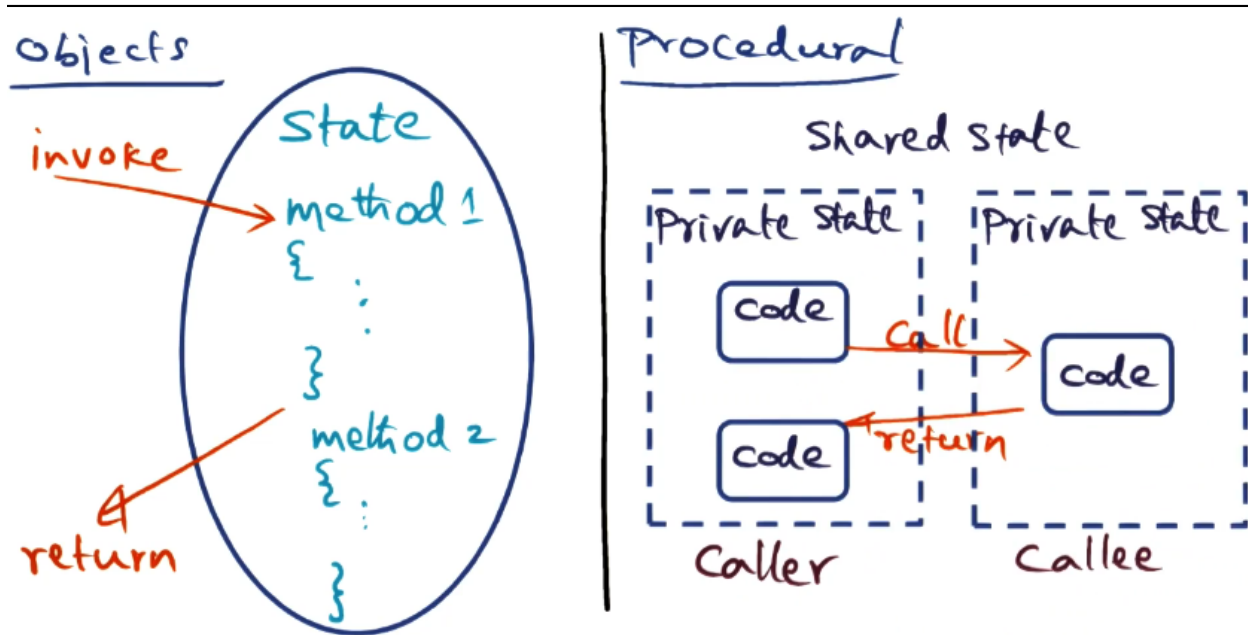 Objects
invoke
State
method 1
{
:
}
return
method 2
{
:
}
Procedural
Shared State
Private State
Private State
code
call
code
return
code
Caller
Callee